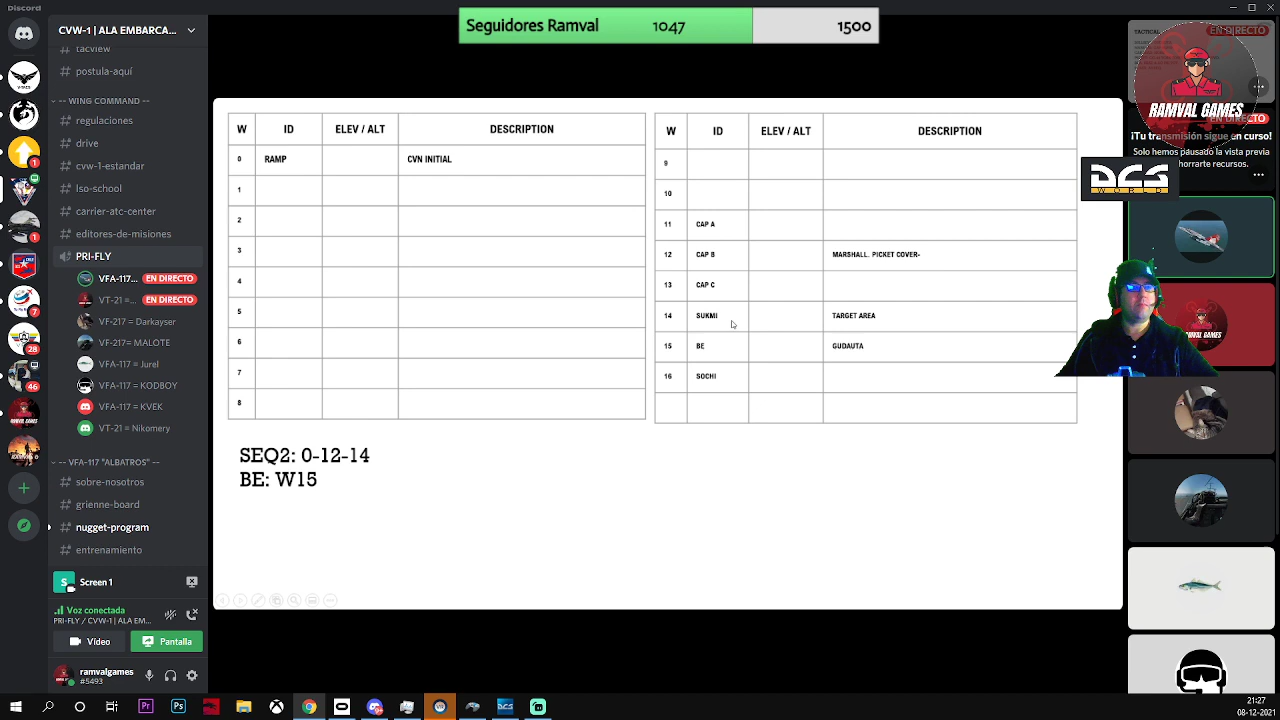 Seguidores Ramval 1047 1500
CVW-1 | ALA EMBARCA...
tacview
postula-aquí
WING COMMAND
operaciones
drive
cvw-estandar
lso-school
carrier-atc-center
editores-de-misiones
PRI-FLY
VFA-117... EN DIRECTO
VT-21 =... EN DIRECTO
VF-217= Darkayser
VF-217= MALOTE
VFA-117 = Jurel
VFA-117 = KODBOY
VFA-117 = KVEK
VT-21 = Nikomery
VFA-117 "ALBATROS"
sobre-nosotros
greenne-board
nugget-program
entrenamiento
Screen 1
Voz conectada
PRI-FLY / CVW-1 | ALA EM...
Video
Pantalla
#5493
W ID ELEV / ALT DESCRIPTION
0 RAMP CVN INITIAL
1
2
3
4
5
6
7
8
W ID ELEV / ALT DESCRIPTION
9
10
11 CAP A
12 CAP B MARSHALL. PICKET COVER-
13 CAP C
14 SUKMI TARGET AREA
15 BE GUDAUTA
16 SOCHI
SEQ2: 0-12-14
BE: W15
TACTICAL
EN DIRECTO
RAMVAL GAMES
EN DIRECTO
¡Tu transmisión sigue en curso!
Solo hemos pausado la vista previa
DCS
WORLD
RAMVAL GAMES
21:27
08-12-2021